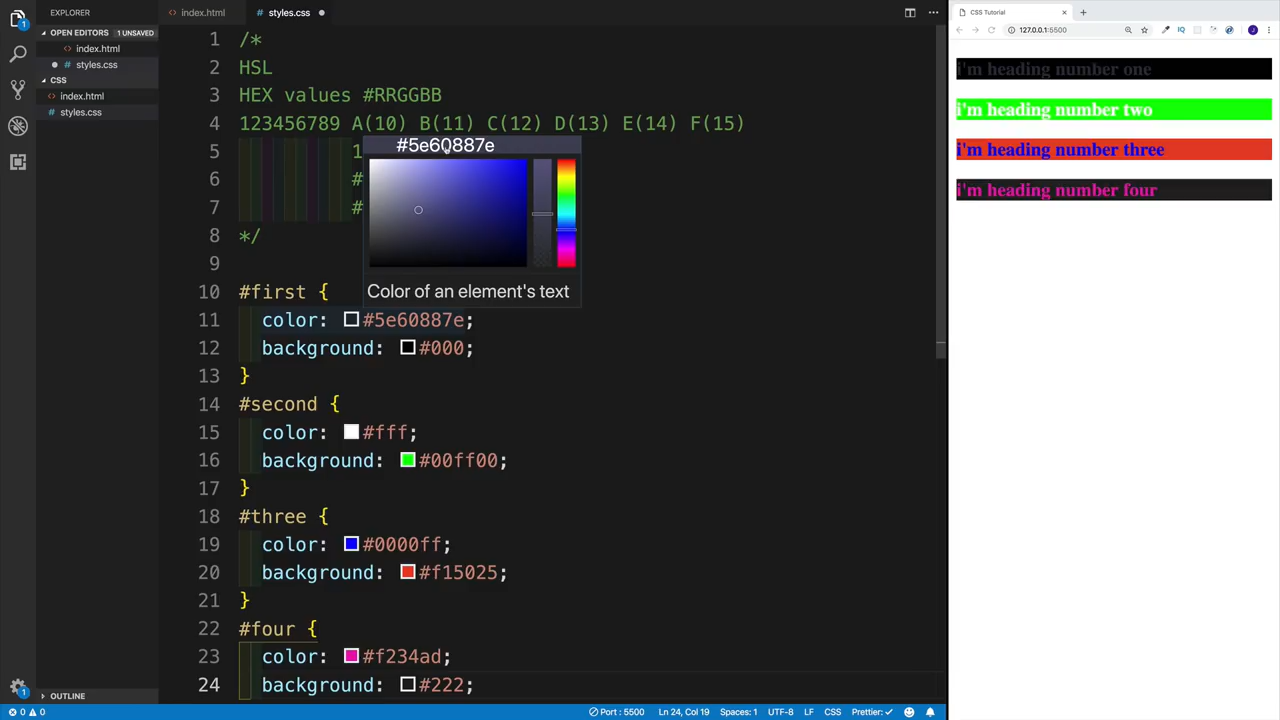 EXPLORER
OPEN EDITORS 1 UNSAVED
index.html
styles.css
CSS
index.html
styles.css
OUTLINE
1
1
index.html
styles.css
1 /*
2 HSL
3 HEX values #RRGGBB
4 123456789 A(10) B(11) C(12) D(13) E(14) F(15)
5 1
6 #
7 #
8 */
9
#5e60887e
Color of an element's text
10 #first {
11 color: #5e60887e;
12 background: #000;
13 }
14 #second {
15 color: #fff;
16 background: #00ff00;
17 }
18 #three {
19 color: #0000ff;
20 background: #f15025;
21 }
22 #four {
23 color: #f234ad;
24 background: #222;
0 0
Port : 5500 Ln 24, Col 19 Spaces: 1 UTF-8 LF CSS Prettier: ✓
CSS Tutorial
127.0.0.1:5500
i'm heading number one
i'm heading number two
i'm heading number three
i'm heading number four